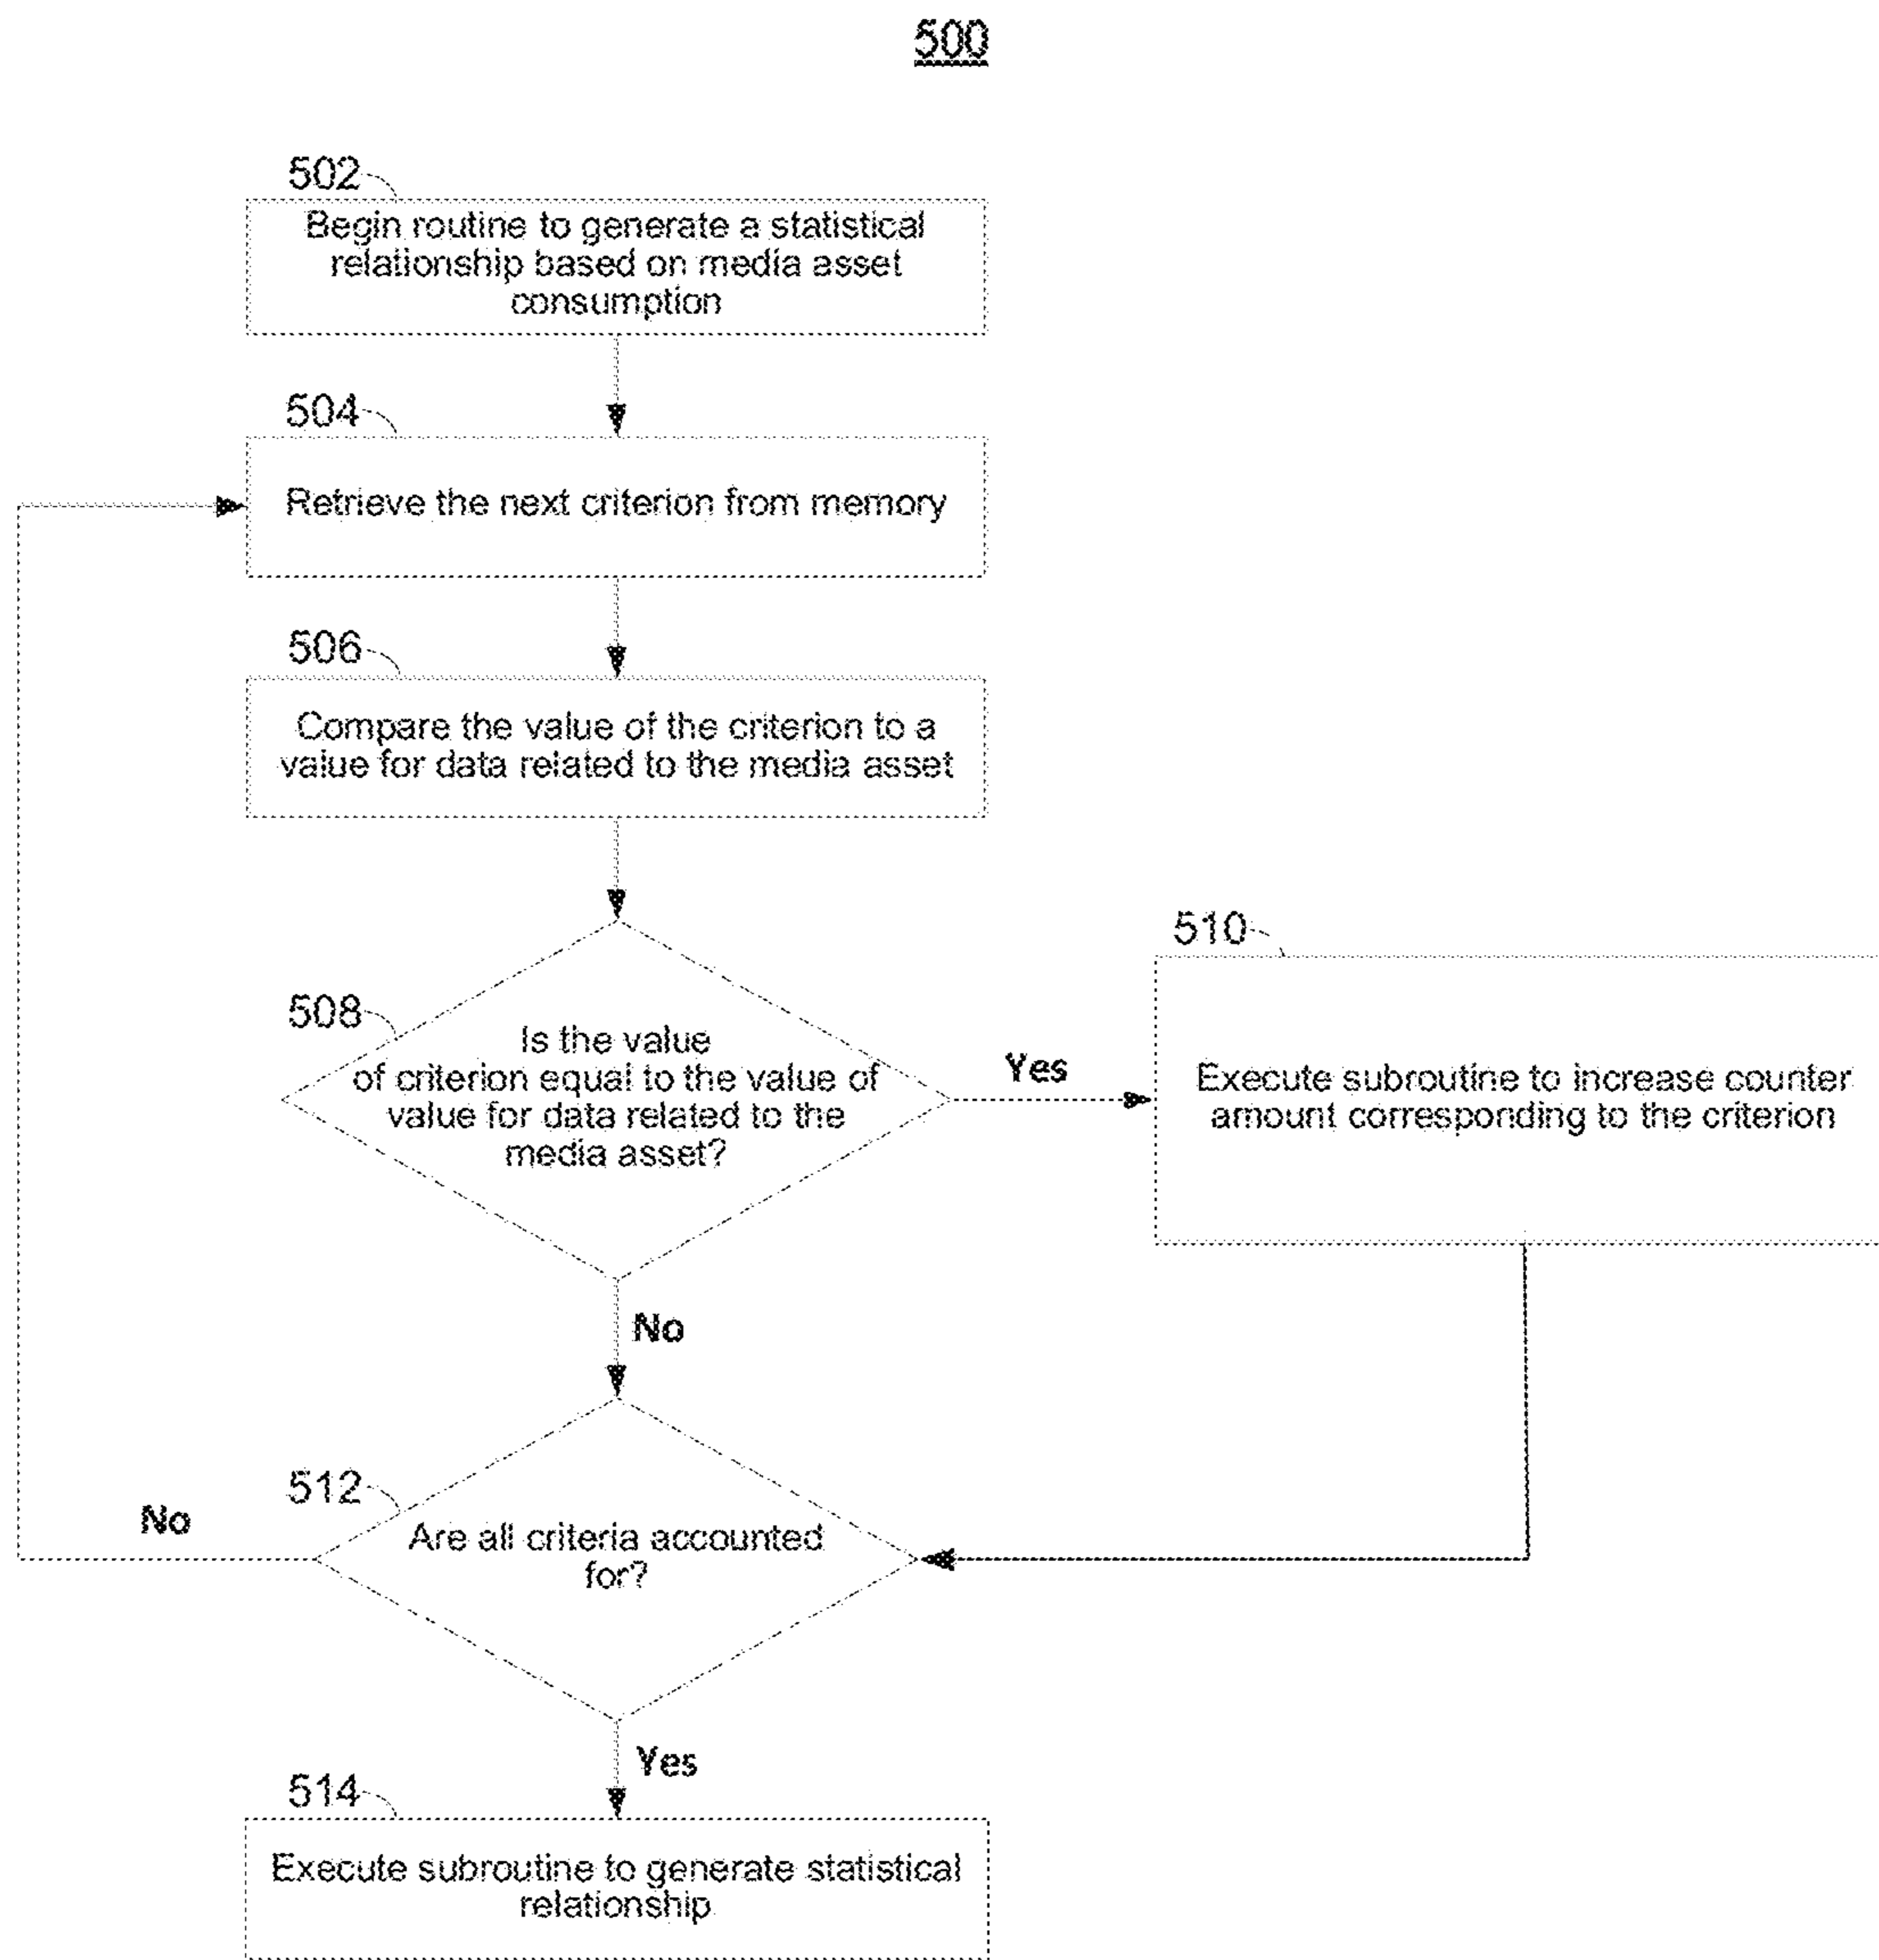 500
502
Begin routine to generate a statistical
relationship based on media asset
consumption
504
Retrieve the next criterion from memory
506
Compare the value of the criterion to a
value for data related to the media asset
508
Is the value
of criterion equal to the value of
value for data related to the
media asset?
Yes
510
Execute subroutine to increase counter
amount corresponding to the criterion
No
512
Are all criteria accounted
for?
No
Yes
514
Execute subroutine to generate statistical
relationship